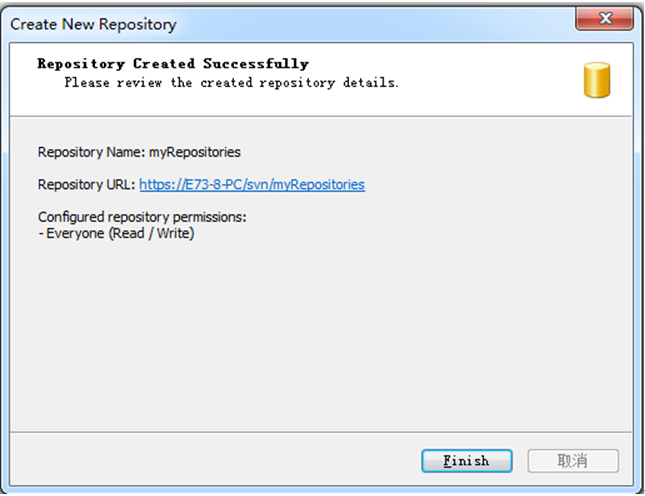 Create New Repository
Repository Created Successfully
Please review the created repository details.
Repository Name: myRepositories
Repository URL: https://E73-8-PC/svn/myRepositories
Configured repository permissions:
- Everyone (Read / Write)
Finish
取消